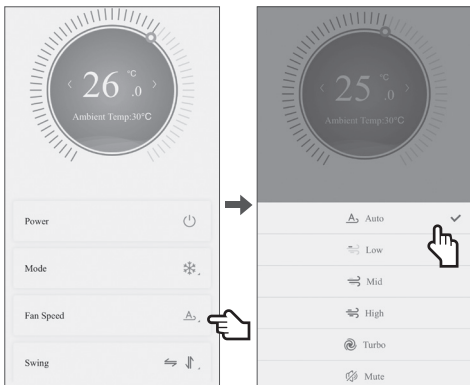 26 °C .0
Ambient Temp:30°C
Power
Mode
Fan Speed
A
Swing
25 °C .0
Ambient Temp:30°C
A Auto
Low
Mid
High
Turbo
Mute